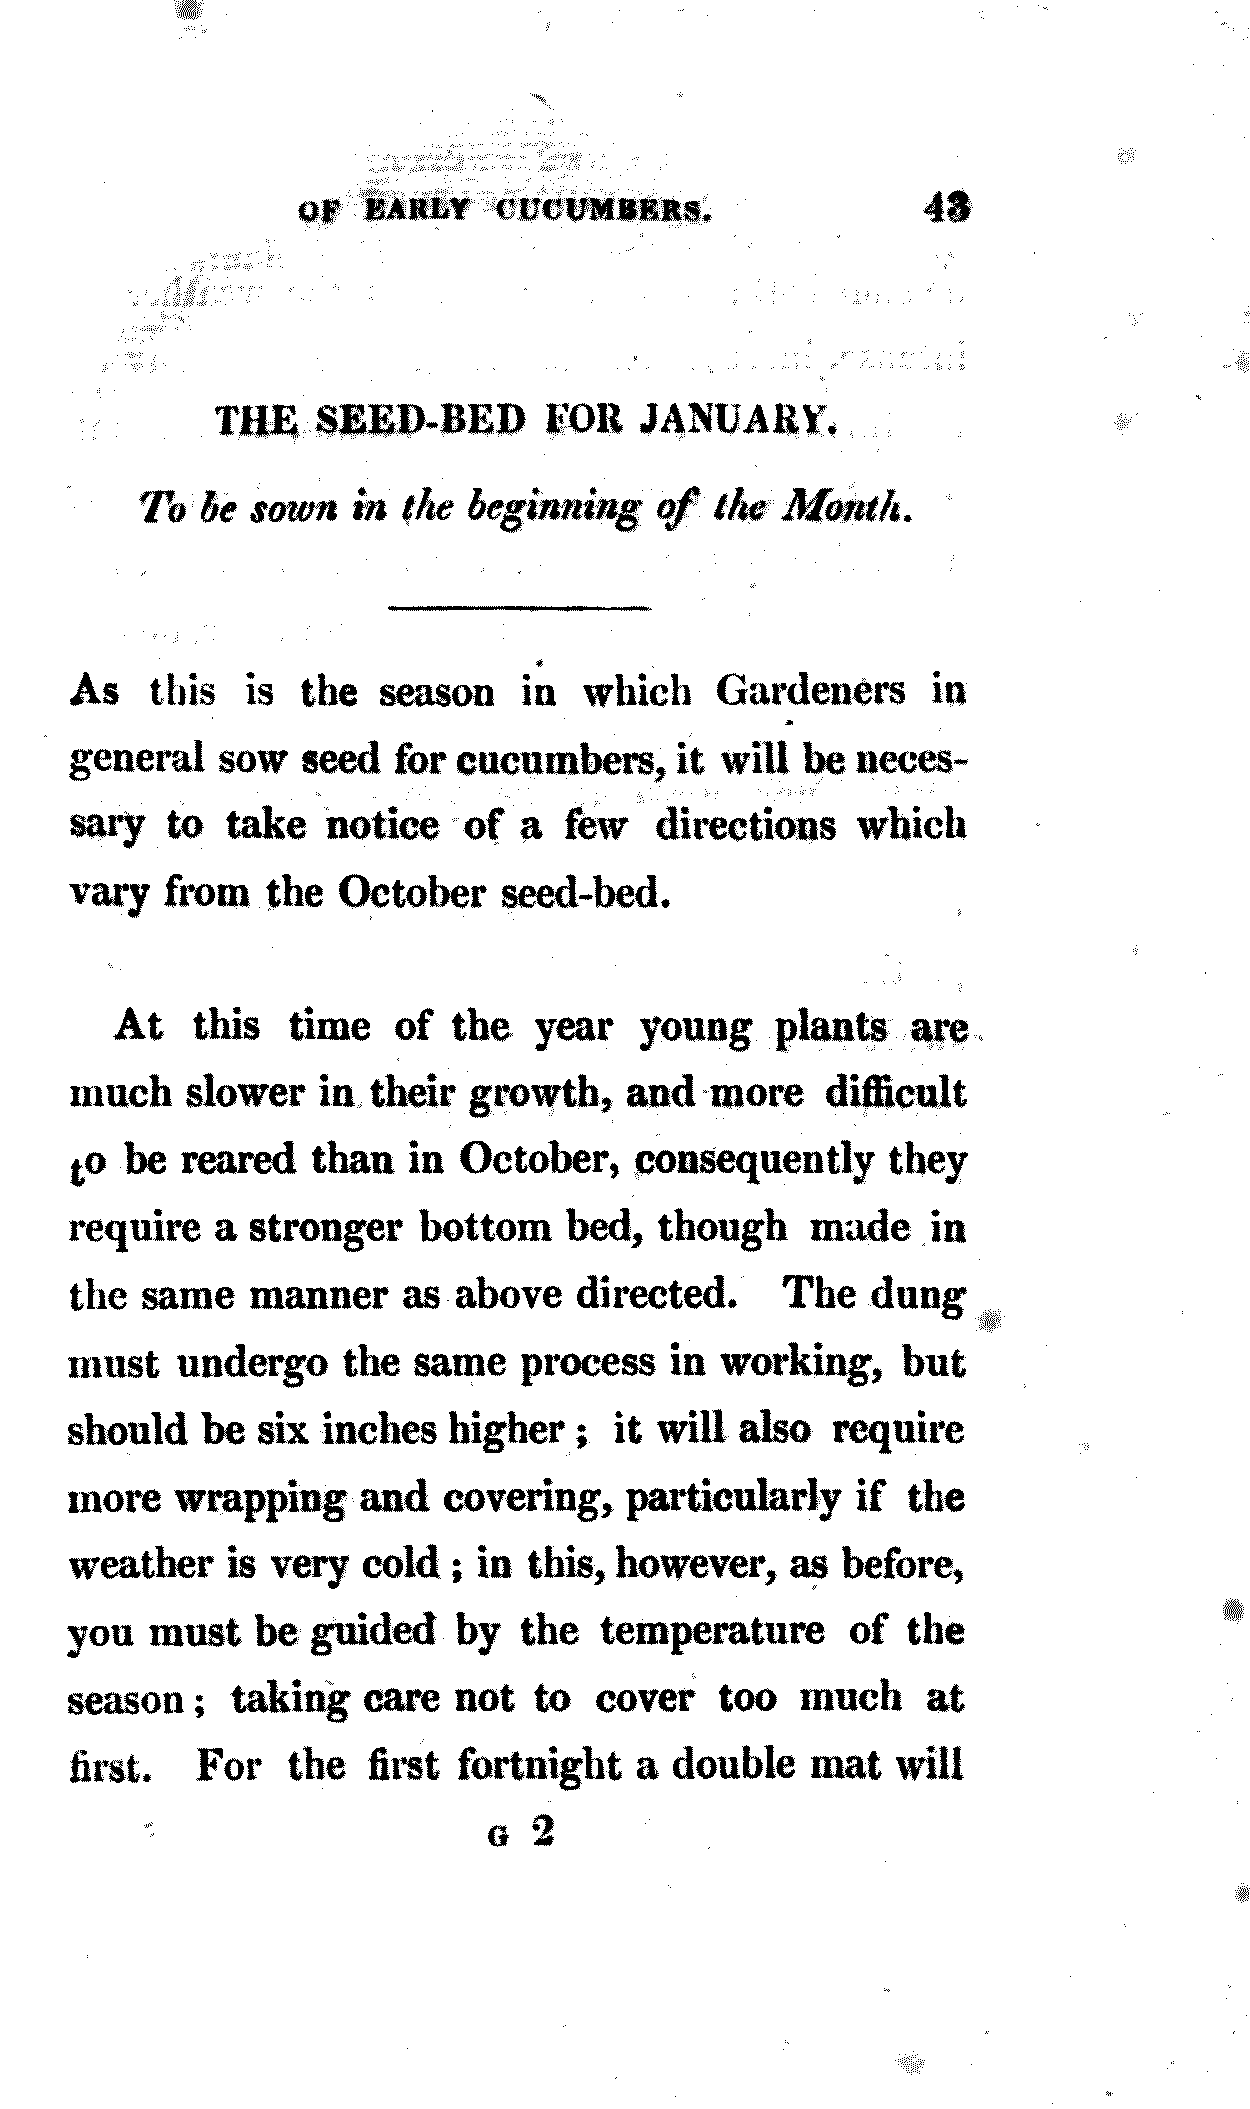 OF EARLY CUCUMBERS. 43
THE SEED-BED FOR JANUARY.
To be sown in the beginning of the Month.
As this is the season in which Gardeners in
general sow seed for cucumbers, it will be neces-
sary to take notice of a few directions which
vary from the October seed-bed.
At this time of the year young plants are
much slower in their growth, and more difficult
to be reared than in October, consequently they
require a stronger bottom bed, though made in
the same manner as above directed. The dung
must undergo the same process in working, but
should be six inches higher ; it will also require
more wrapping and covering, particularly if the
weather is very cold ; in this, however, as before,
you must be guided by the temperature of the
season ; taking care not to cover too much at
first. For the first fortnight a double mat will
G 2